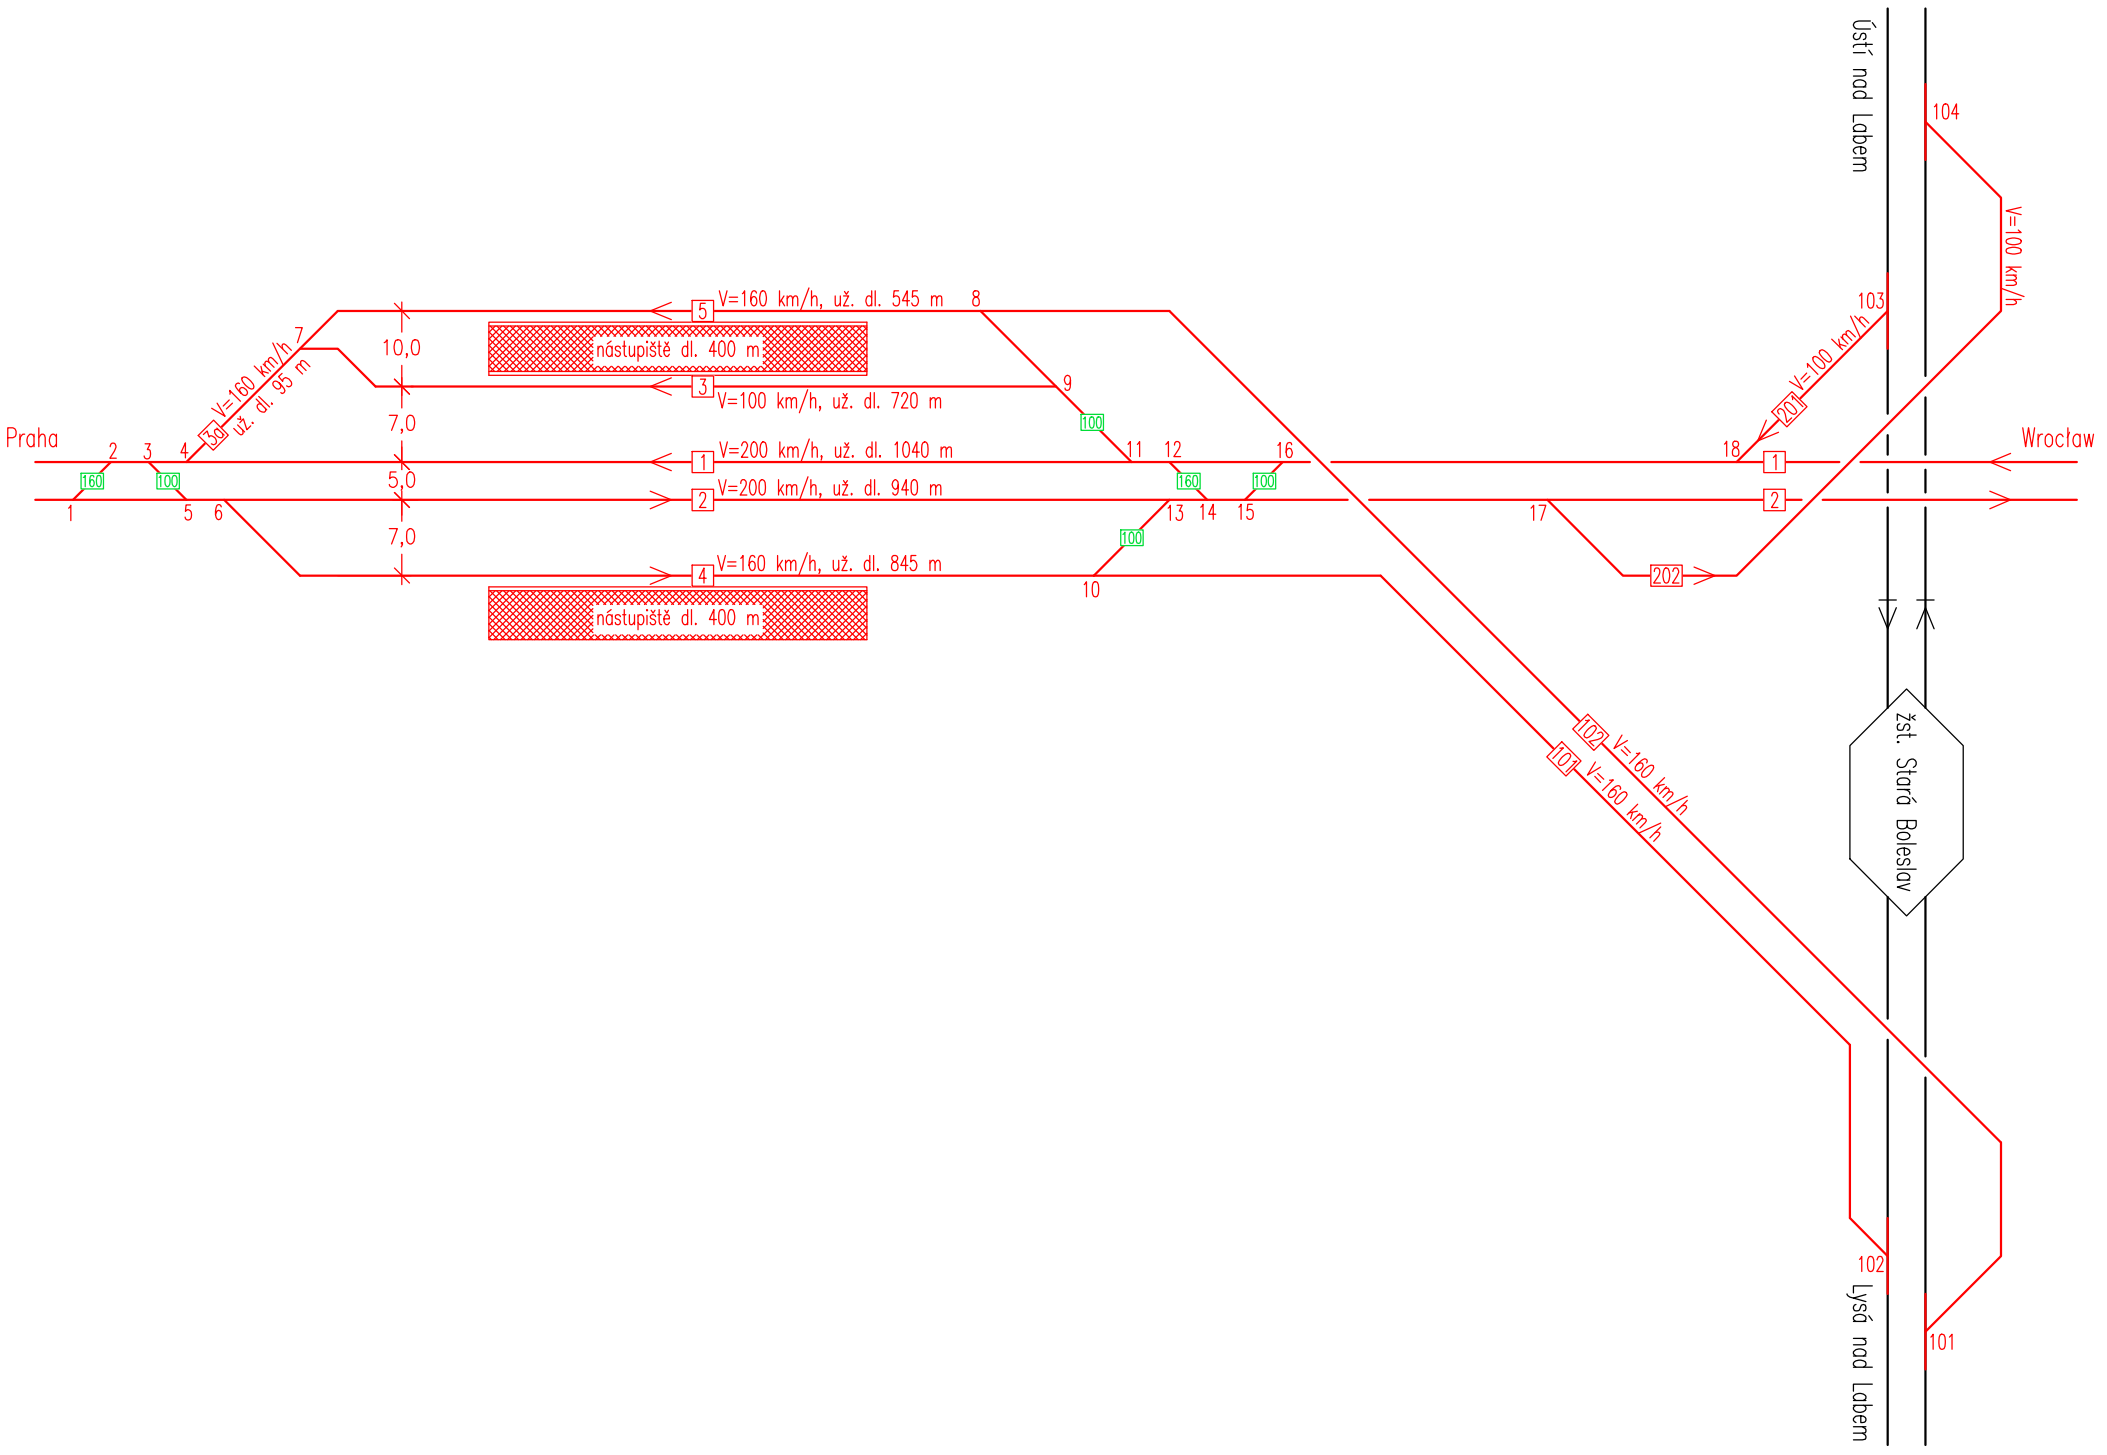 Ústí nad Labem
104
V=100 km/h
103
V=100 km/h
201
5
V=160 km/h, už. dl. 545 m
8
7
10,0
nástupiště dl. 400 m
V=160 km/h
už. dl. 95 m
3a
3
V=100 km/h, už. dl. 720 m
9
7,0
100
Praha
2
3
4
1
V=200 km/h, už. dl. 1040 m
11
12
16
18
1
Wrocław
160
100
5,0
160
100
1
5
6
2
V=200 km/h, už. dl. 940 m
13
14
15
17
2
7,0
100
4
V=160 km/h, už. dl. 845 m
10
202
nástupiště dl. 400 m
102
V=160 km/h
101
V=160 km/h
žst. Stará Boleslav
102
101
Lysá nad Labem